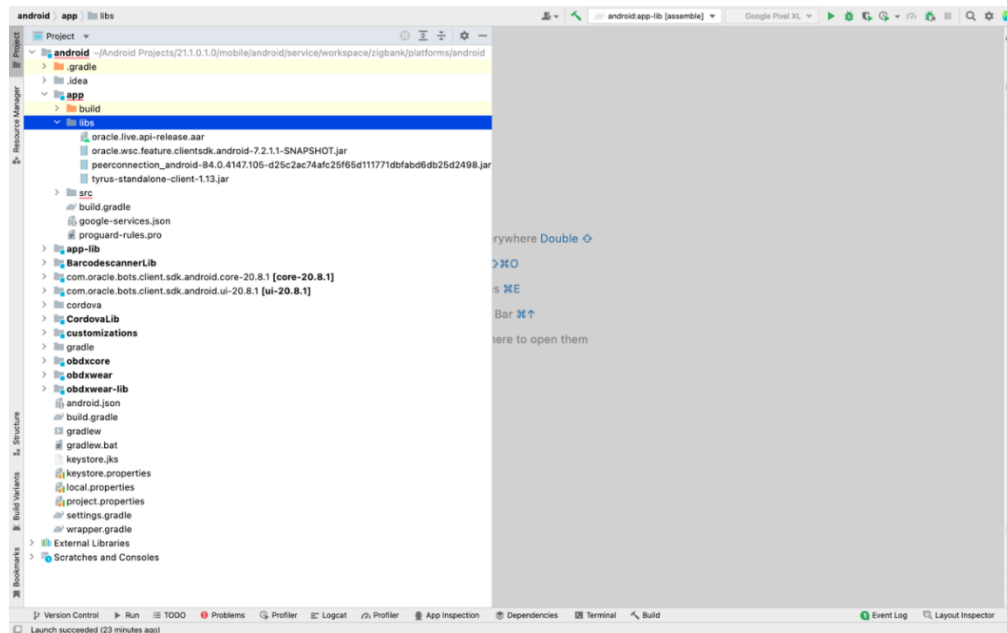 android app libs
android:app-lib [assemble]
Google Pixel XL
Project
Project
android ~/Android Projects/21.1.0.1.0/mobile/android/service/workspace/zigbank/platforms/android
.gradle
.idea
app
build
libs
oracle.live.api-release.aar
oracle.wsc.feature.clientsdk.android-7.2.1.1-SNAPSHOT.jar
peerconnection_android-84.0.4147.105-d25c2ac74afc25f65d111771dbfabd6db25d2498.jar
tyrus-standalone-client-1.13.jar
src
build.gradle
google-services.json
proguard-rules.pro
app-lib
BarcodescannerLib
com.oracle.bots.client.sdk.android.core-20.8.1 [core-20.8.1]
com.oracle.bots.client.sdk.android.ui-20.8.1 [ui-20.8.1]
cordova
CordovaLib
customizations
gradle
obdxcore
obdxwear
obdxwear-lib
android.json
build.gradle
gradlew
gradlew.bat
keystore.jks
keystore.properties
local.properties
project.properties
settings.gradle
wrapper.gradle
External Libraries
Scratches and Consoles
Resource Manager
Structure
Build Variants
Bookmarks
rywhere Double ⇧
⇧⌘O
s ⌘E
Bar ⌘↑
here to open them
Version Control Run TODO Problems Profiler Logcat Profiler App Inspection Dependencies Terminal Build Event Log Layout Inspector
Launch succeeded (23 minutes ago)